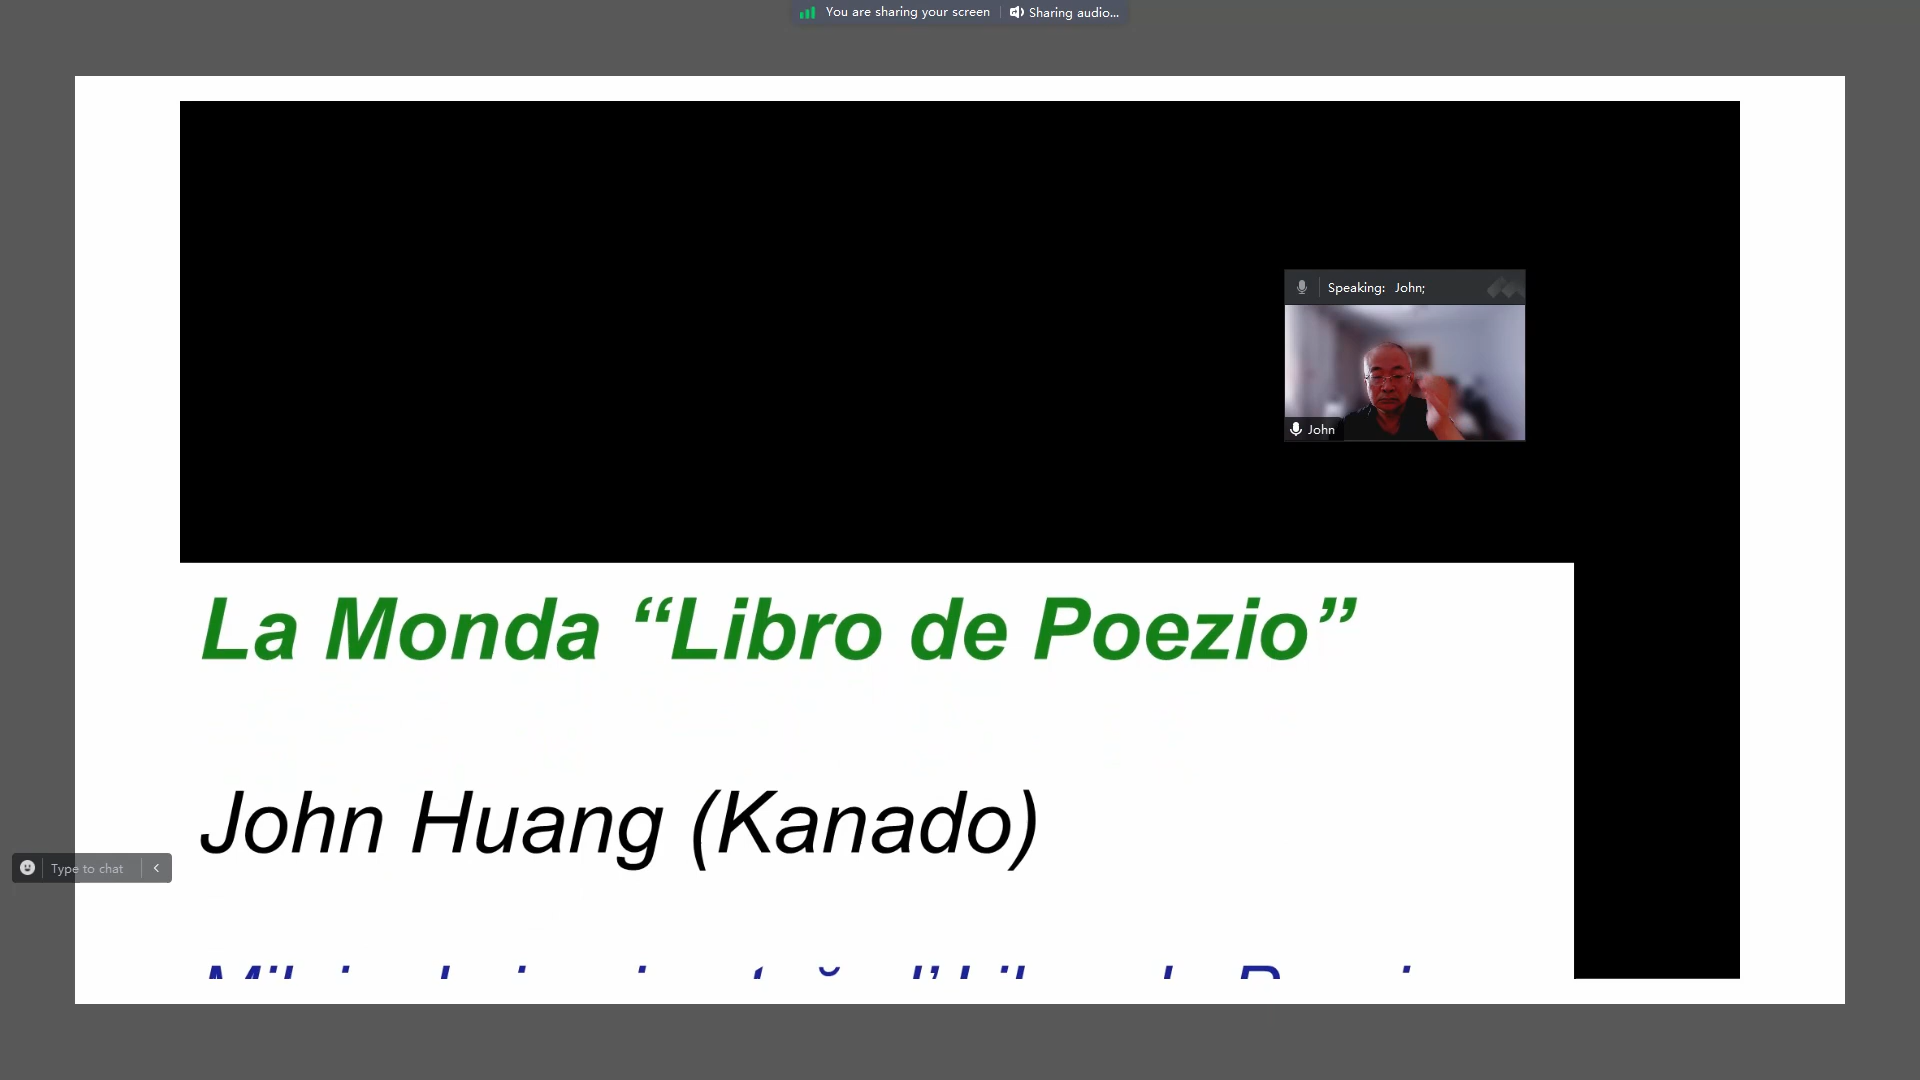 You are sharing your screen
Sharing audio...
Speaking: John;
John
La Monda “Libro de Poezio”
John Huang (Kanado)
Type to chat